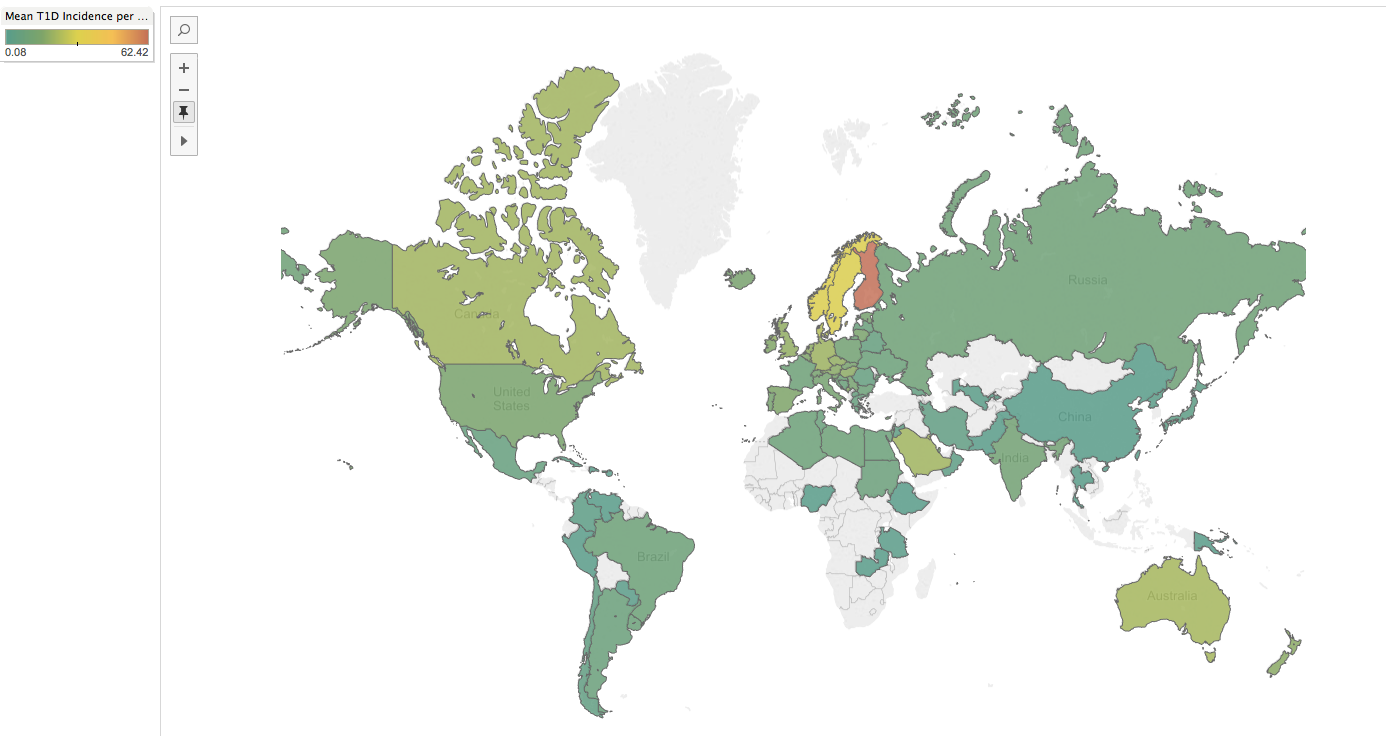 Mean T1D Incidence per ...
0.08 62.42
Canada
Russia
United
States
China
India
Brazil
Australia